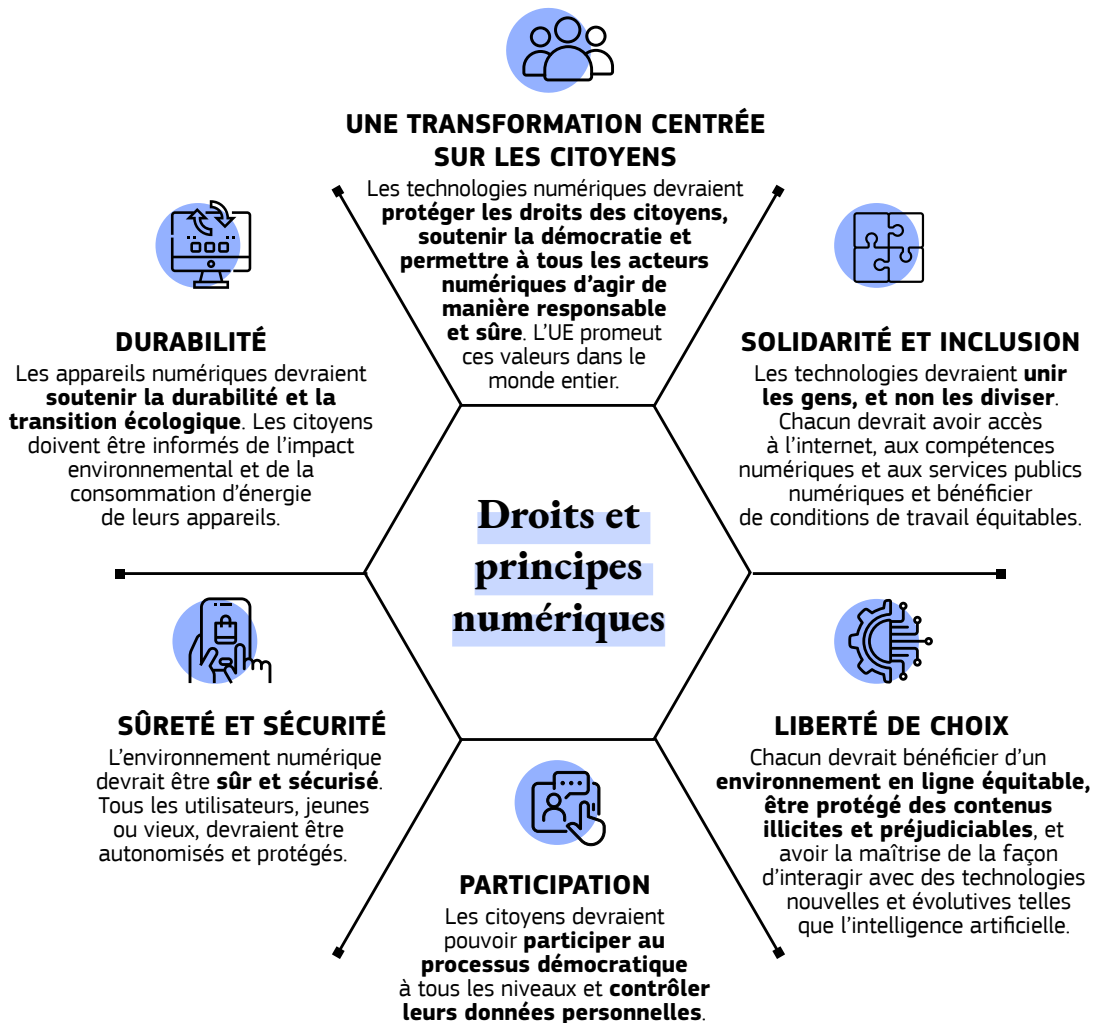 UNE TRANSFORMATION CENTRÉE
SUR LES CITOYENS
Les technologies numériques devraient
protéger les droits des citoyens,
soutenir la démocratie et
permettre à tous les acteurs
numériques d’agir de
manière responsable
et sûre. L’UE promeut
ces valeurs dans le
monde entier.
DURABILITÉ
Les appareils numériques devraient
soutenir la durabilité et la
transition écologique. Les citoyens
doivent être informés de l’impact
environnemental et de la
consommation d’énergie
de leurs appareils.
SOLIDARITÉ ET INCLUSION
Les technologies devraient unir
les gens, et non les diviser.
Chacun devrait avoir accès
à l’internet, aux compétences
numériques et aux services publics
numériques et bénéficier
de conditions de travail équitables.
Droits et
principes
numériques
SÛRETÉ ET SÉCURITÉ
L’environnement numérique
devrait être sûr et sécurisé.
Tous les utilisateurs, jeunes
ou vieux, devraient être
autonomisés et protégés.
LIBERTÉ DE CHOIX
Chacun devrait bénéficier d’un
environnement en ligne équitable,
être protégé des contenus
illicites et préjudiciables, et
avoir la maîtrise de la façon
d’interagir avec des technologies
nouvelles et évolutives telles
que l’intelligence artificielle.
PARTICIPATION
Les citoyens devraient
pouvoir participer au
processus démocratique
à tous les niveaux et contrôler
leurs données personnelles.